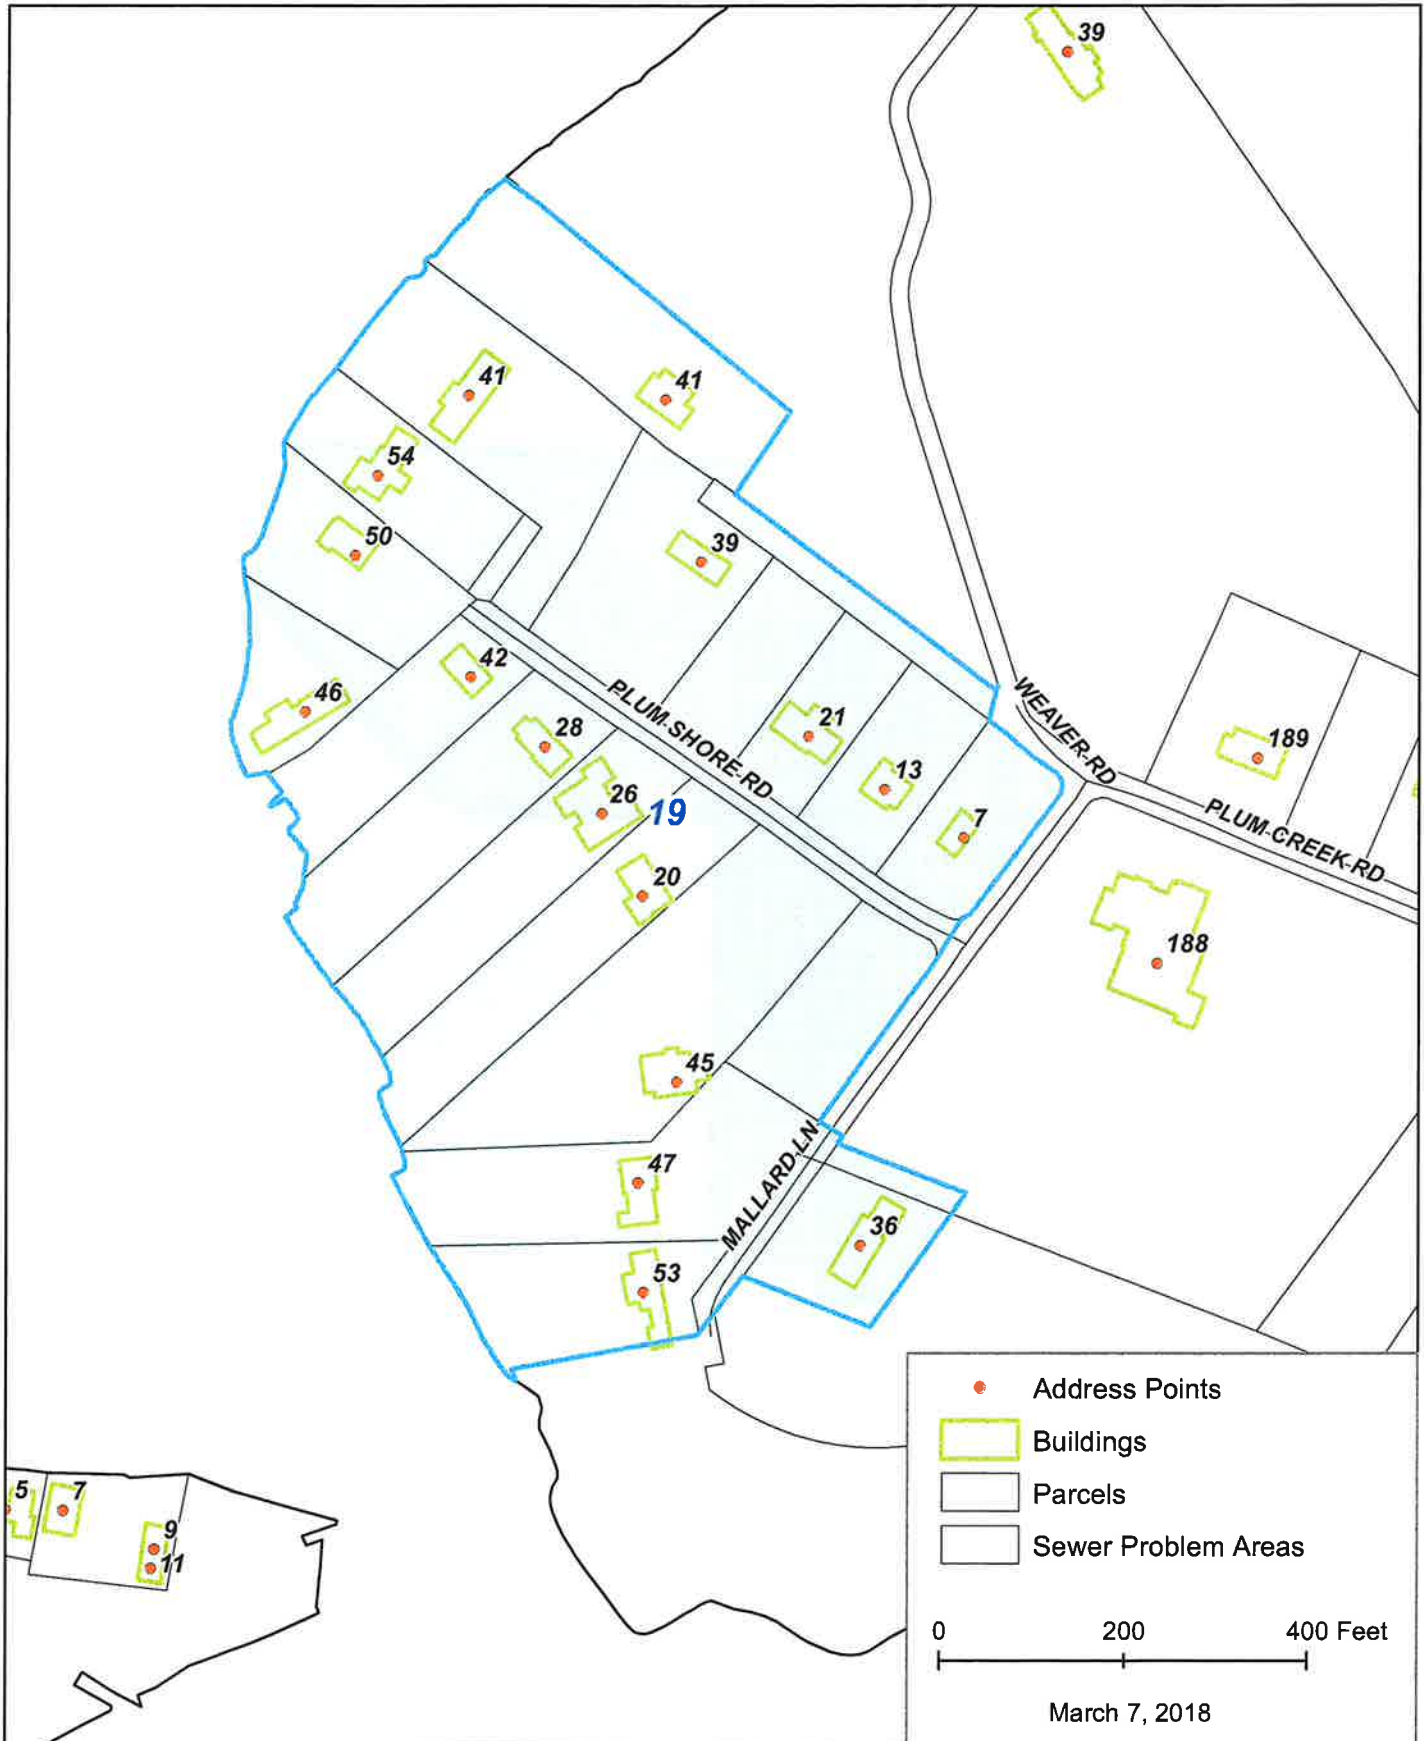 39
41
41
54
50
39
42
46
28
21
PLUM-SHORE-RD
WEAVER-RD
189
13
26
19
7
PLUM-CREEK-RD
20
188
45
MALLARD-LN
47
36
53
5
7
9
11
Address Points
Buildings
Parcels
Sewer Problem Areas
0 200 400 Feet
March 7, 2018